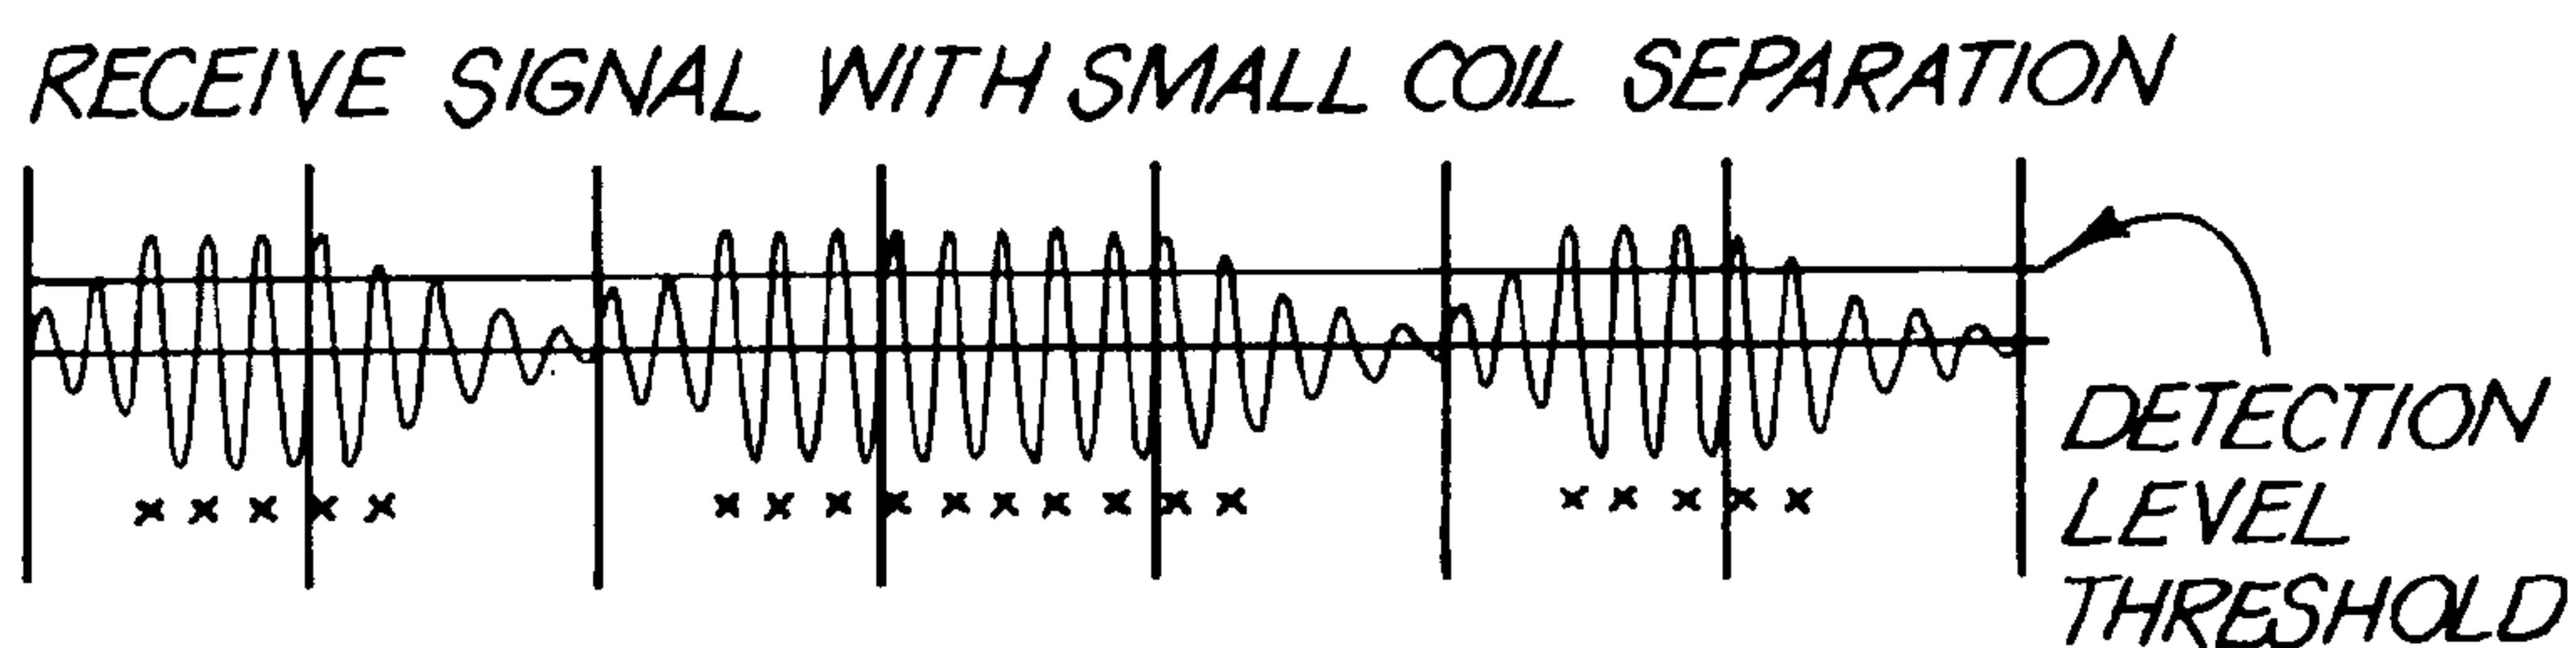 RECEIVE SIGNAL WITH SMALL COIL SEPARATION
x x x x x x x x x x x x x x x x x x x x
DETECTION
LEVEL
THRESHOLD